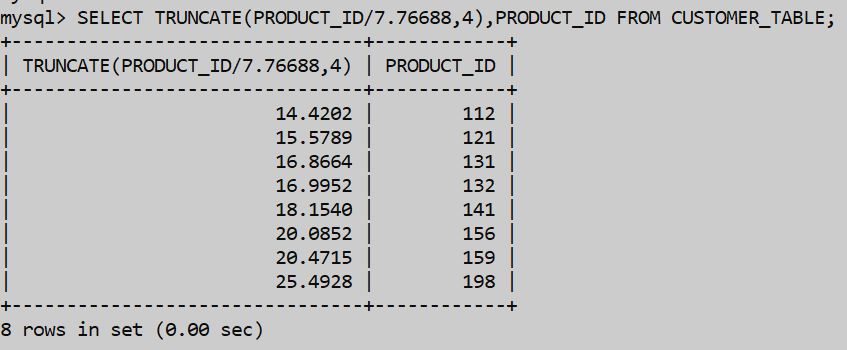 mysql> SELECT TRUNCATE(PRODUCT_ID/7.76688,4),PRODUCT_ID FROM CUSTOMER_TABLE;
+--------------------------------+------------+
| TRUNCATE(PRODUCT_ID/7.76688,4) | PRODUCT_ID |
+--------------------------------+------------+
|                        14.4202 |        112 |
|                        15.5789 |        121 |
|                        16.8664 |        131 |
|                        16.9952 |        132 |
|                        18.1540 |        141 |
|                        20.0852 |        156 |
|                        20.4715 |        159 |
|                        25.4928 |        198 |
+--------------------------------+------------+
8 rows in set (0.00 sec)